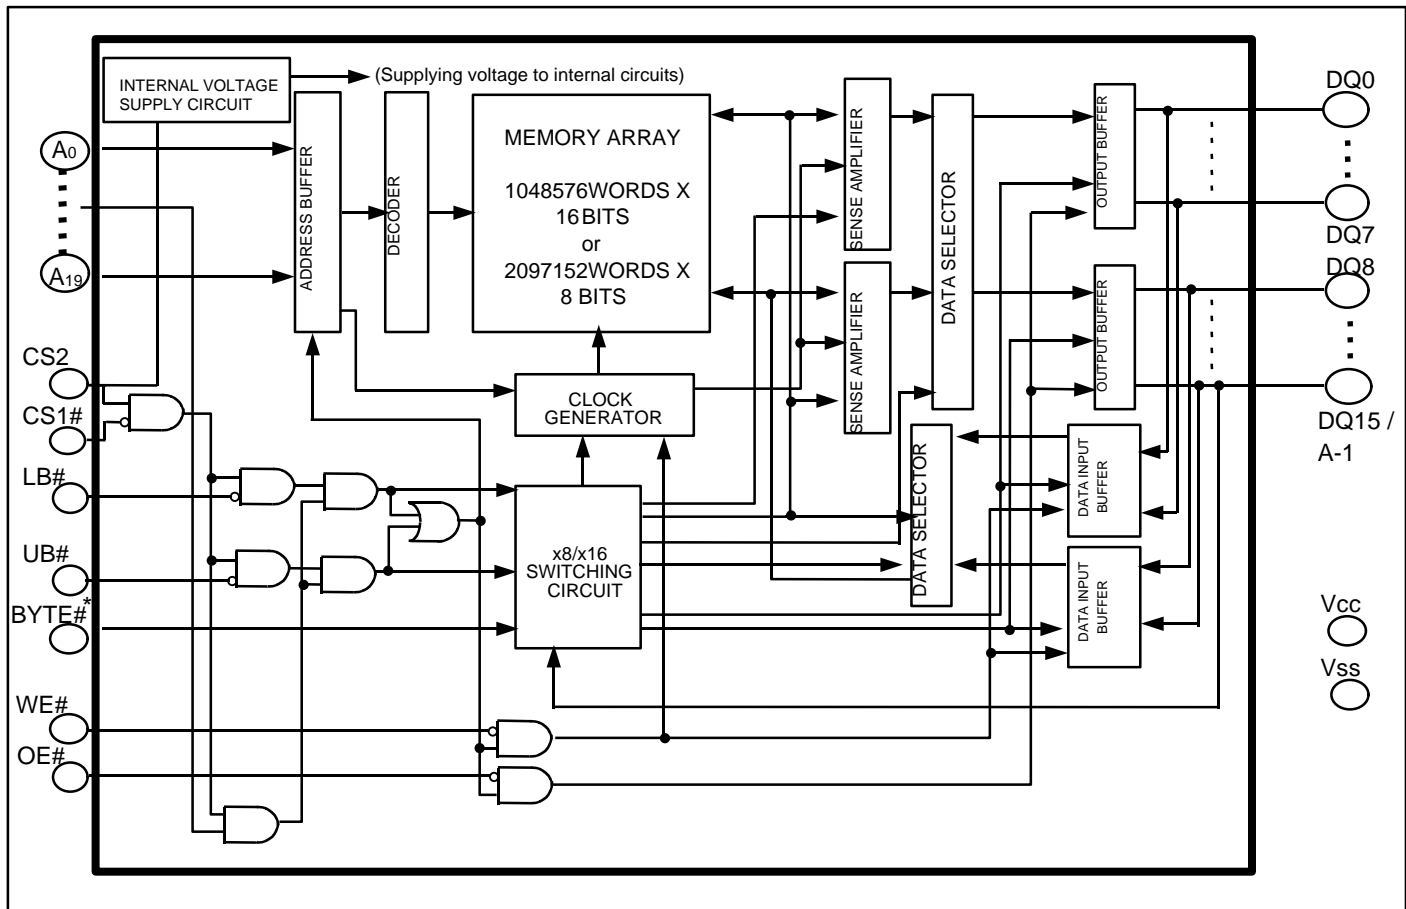 INTERNAL VOLTAGE
SUPPLY CIRCUIT
(Supplying voltage to internal circuits)
A0
A19
CS2
CS1#
LB#
UB#
BYTE#*
WE#
OE#
ADDRESS BUFFER
DECODER
MEMORY ARRAY
1048576WORDS X
16 BITS
or
2097152WORDS X
8 BITS
CLOCK
GENERATOR
x8/x16
SWITCHING
CIRCUIT
SENSE AMPLIFIER
SENSE AMPLIFIER
DATA SELECTOR
DATA SELECTOR
OUTPUT BUFFER
OUTPUT BUFFER
DATA INPUT
BUFFER
DATA INPUT
BUFFER
DQ0
DQ7
DQ8
DQ15 /
A-1
Vcc
Vss